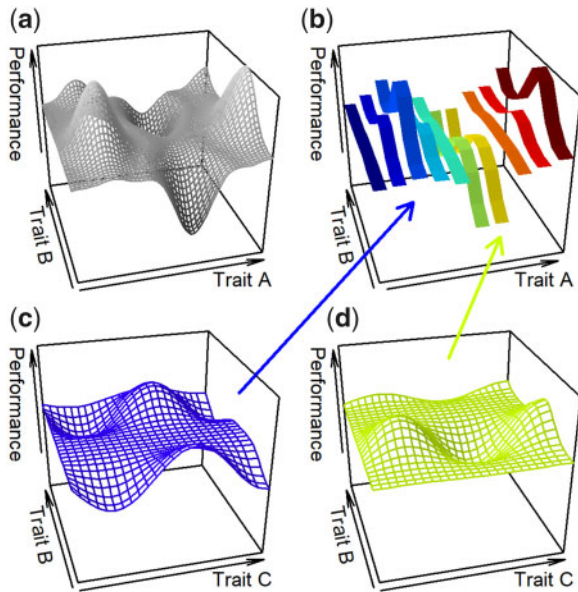 (a)
Performance
Trait B
Trait A
(b)
Performance
Trait B
Trait A
(c)
Performance
Trait B
Trait C
(d)
Performance
Trait B
Trait C